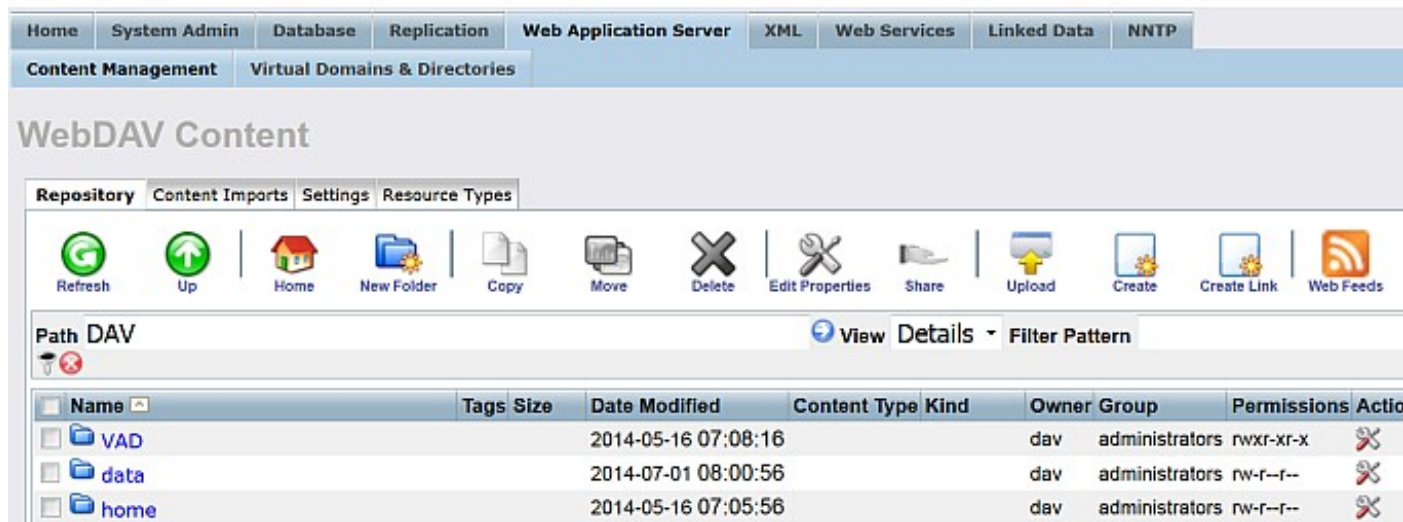 Home System Admin Database Replication Web Application Server XML Web Services Linked Data NNTP
Content Management Virtual Domains & Directories
WebDAV Content
Repository Content Imports Settings Resource Types
Refresh Up Home New Folder Copy Move Delete Edit Properties Share Upload Create Create Link Web Feeds
Path DAV View Details Filter Pattern
Name Tags Size Date Modified Content Type Kind Owner Group Permissions Actio
VAD 2014-05-16 07:08:16 dav administrators rwxr-xr-x
data 2014-07-01 08:00:56 dav administrators rw-r--r--
home 2014-05-16 07:05:56 dav administrators rw-r--r--